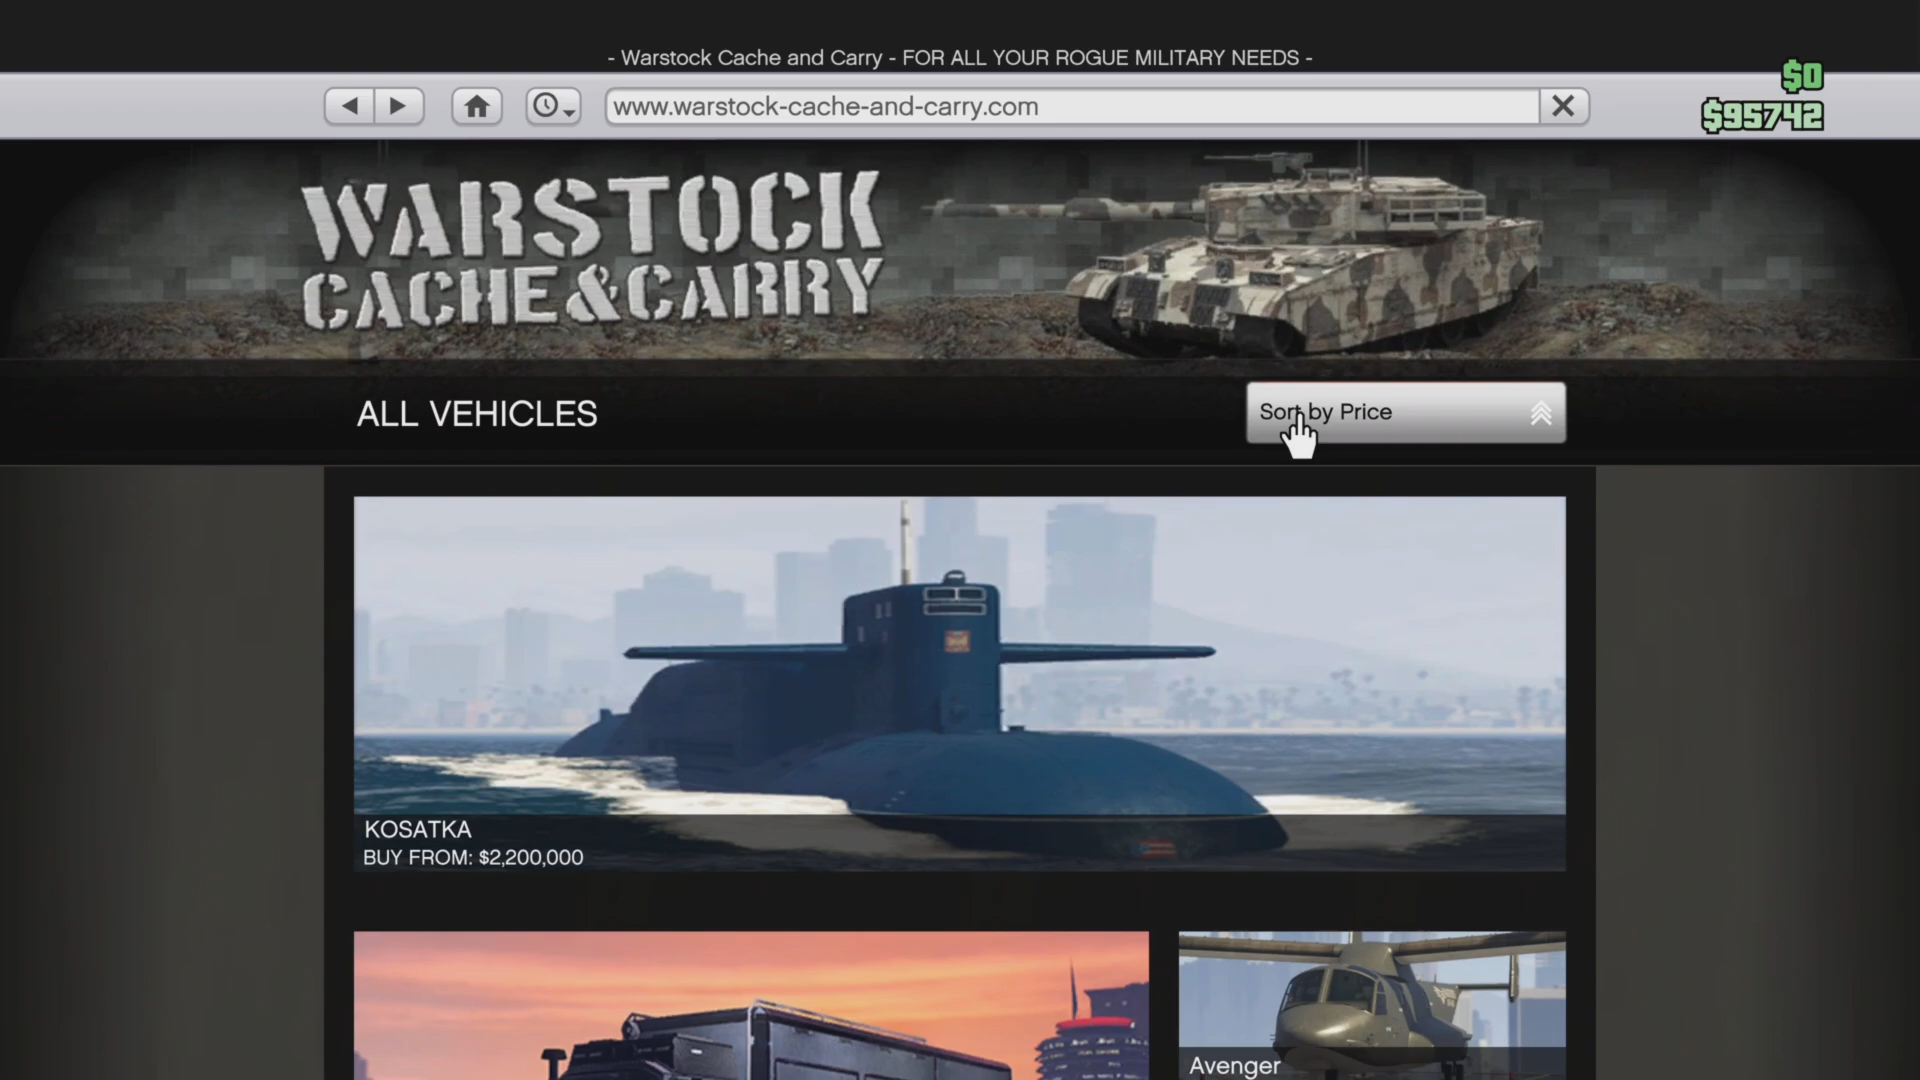 - Warstock Cache and Carry - FOR ALL YOUR ROGUE MILITARY NEEDS -
$0
www.warstock-cache-and-carry.com
$95742
WARSTOCK
CACHE&CARRY
ALL VEHICLES
Sort by Price
KOSATKA
BUY FROM: $2,200,000
Avenger